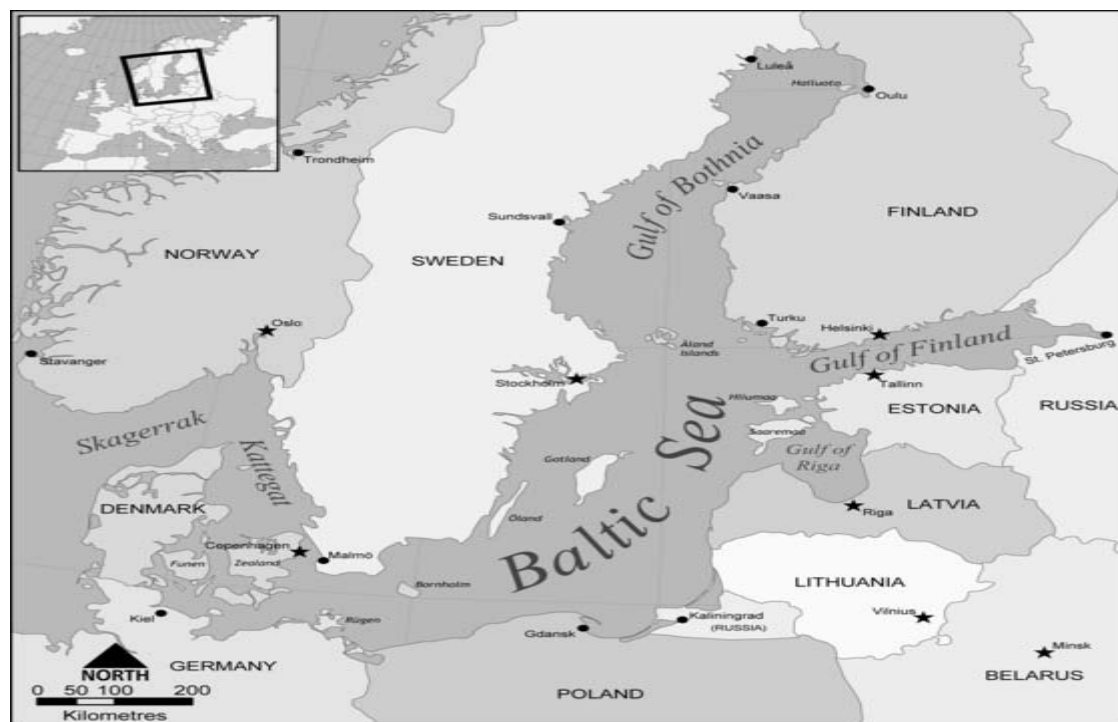 Luleå
Hailuoto
Oulu
Trondheim
Gulf of Bothnia
Vaasa
Sundsvall
FINLAND
NORWAY
SWEDEN
Oslo
Turku
Helsinki
Stavanger
Åland
Islands
Gulf of Finland
St. Petersburg
Stockholm
Tallinn
Hiiumaa
ESTONIA
RUSSIA
Skagerrak
Saaremaa
Kattegat
Gotland
Gulf of
Riga
Baltic Sea
DENMARK
Öland
Riga
LATVIA
Copenhagen
Malmö
Funen
Zealand
Bornholm
LITHUANIA
Vilnius
Kiel
Rügen
Gdansk
Kaliningrad
(RUSSIA)
Minsk
NORTH
GERMANY
BELARUS
POLAND
0 50 100 200
Kilometres